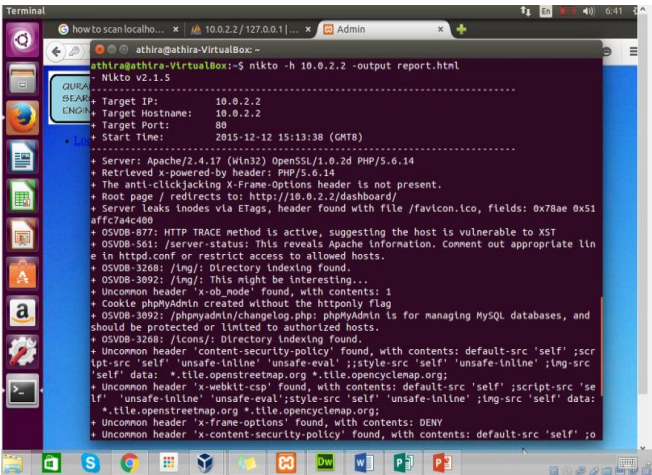 Terminal
En
6:41
how to scan localho... ×
10.0.2.2 / 127.0.0.1 | ... ×
Admin ×
athira@athira-VirtualBox: ~
QURA
SEAR
ENGIN
Lo
athira@athira-VirtualBox:~$ nikto -h 10.0.2.2 -output report.html
- Nikto v2.1.5
---------------------------------------------------------------------------
+ Target IP: 10.0.2.2
+ Target Hostname: 10.0.2.2
+ Target Port: 80
+ Start Time: 2015-12-12 15:13:38 (GMT8)
---------------------------------------------------------------------------
+ Server: Apache/2.4.17 (Win32) OpenSSL/1.0.2d PHP/5.6.14
+ Retrieved x-powered-by header: PHP/5.6.14
+ The anti-clickjacking X-Frame-Options header is not present.
+ Root page / redirects to: http://10.0.2.2/dashboard/
+ Server leaks inodes via ETags, header found with file /favicon.ico, fields: 0x78ae 0x51
affc7a4c400
+ OSVDB-877: HTTP TRACE method is active, suggesting the host is vulnerable to XST
+ OSVDB-561: /server-status: This reveals Apache information. Comment out appropriate lin
e in httpd.conf or restrict access to allowed hosts.
+ OSVDB-3268: /img/: Directory indexing found.
+ OSVDB-3092: /img/: This might be interesting...
+ Uncommon header 'x-ob_mode' found, with contents: 1
+ Cookie phpMyAdmin created without the httponly flag
+ OSVDB-3092: /phpmyadmin/changelog.php: phpMyAdmin is for managing MySQL databases, and
should be protected or limited to authorized hosts.
+ OSVDB-3268: /icons/: Directory indexing found.
+ Uncommon header 'content-security-policy' found, with contents: default-src 'self' ;scr
ipt-src 'self' 'unsafe-inline' 'unsafe-eval' ;;style-src 'self' 'unsafe-inline' ;img-src
'self' data: *.tile.openstreetmap.org *.tile.opencyclemap.org;
+ Uncommon header 'x-webkit-csp' found, with contents: default-src 'self' ;script-src 'se
lf' 'unsafe-inline' 'unsafe-eval';style-src 'self' 'unsafe-inline' ;img-src 'self' data:
*.tile.openstreetmap.org *.tile.opencyclemap.org;
+ Uncommon header 'x-frame-options' found, with contents: DENY
+ Uncommon header 'x-content-security-policy' found, with contents: default-src 'self' ;o